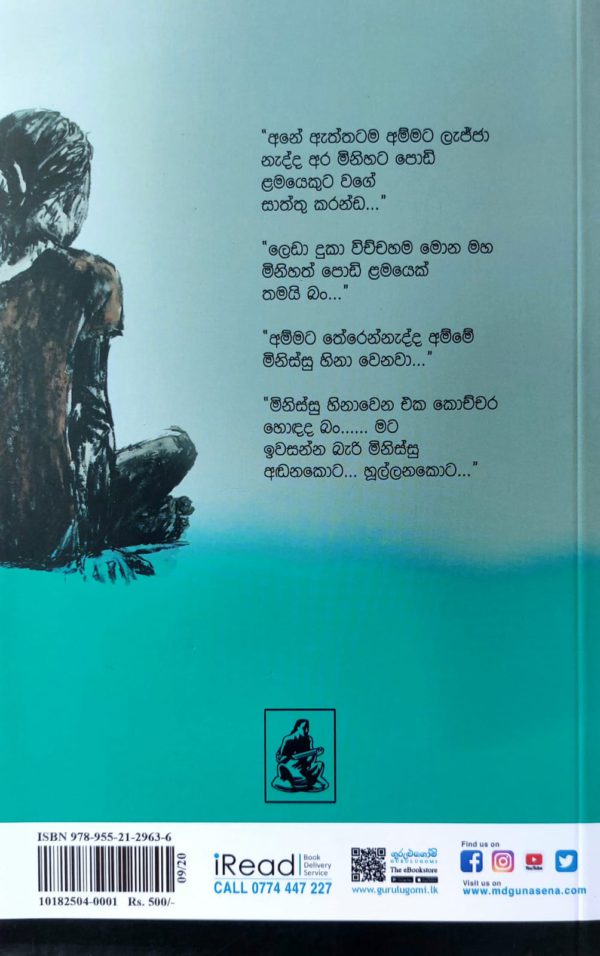 "අනේ ඇත්තටම අම්මට ලැජ්ජා
නැද්ද අර මිනිහට පොඩි
ළමයෙකුට වගේ
සාත්තු කරන්ඩ..."
"ලෙඩා දුකා විච්චහම මොන මහ
මිනිහත් පොඩි ළමයෙක්
තමයි බං..."
"අම්මට තේරෙන්නැද්ද අම්මේ
මිනිස්සු හිනා වෙනවා..."
"මිනිස්සු හිනාවෙන එක කොච්චර
හොඳද බං...... මට
ඉවසන්න බැරි මිනිස්සු
අඬනකොට... හූල්ලනකොට..."
ISBN 978-955-21-2963-6
09/20
10182504-0001 Rs. 500/-
iRead Book Delivery Service
CALL 0774 447 227
ගුරුළුගෝමි
GURULUGOMI
The eBookstore
www.gurulugomi.lk
Find us on
YouTube
Visit us on
www.mdgunasena.com